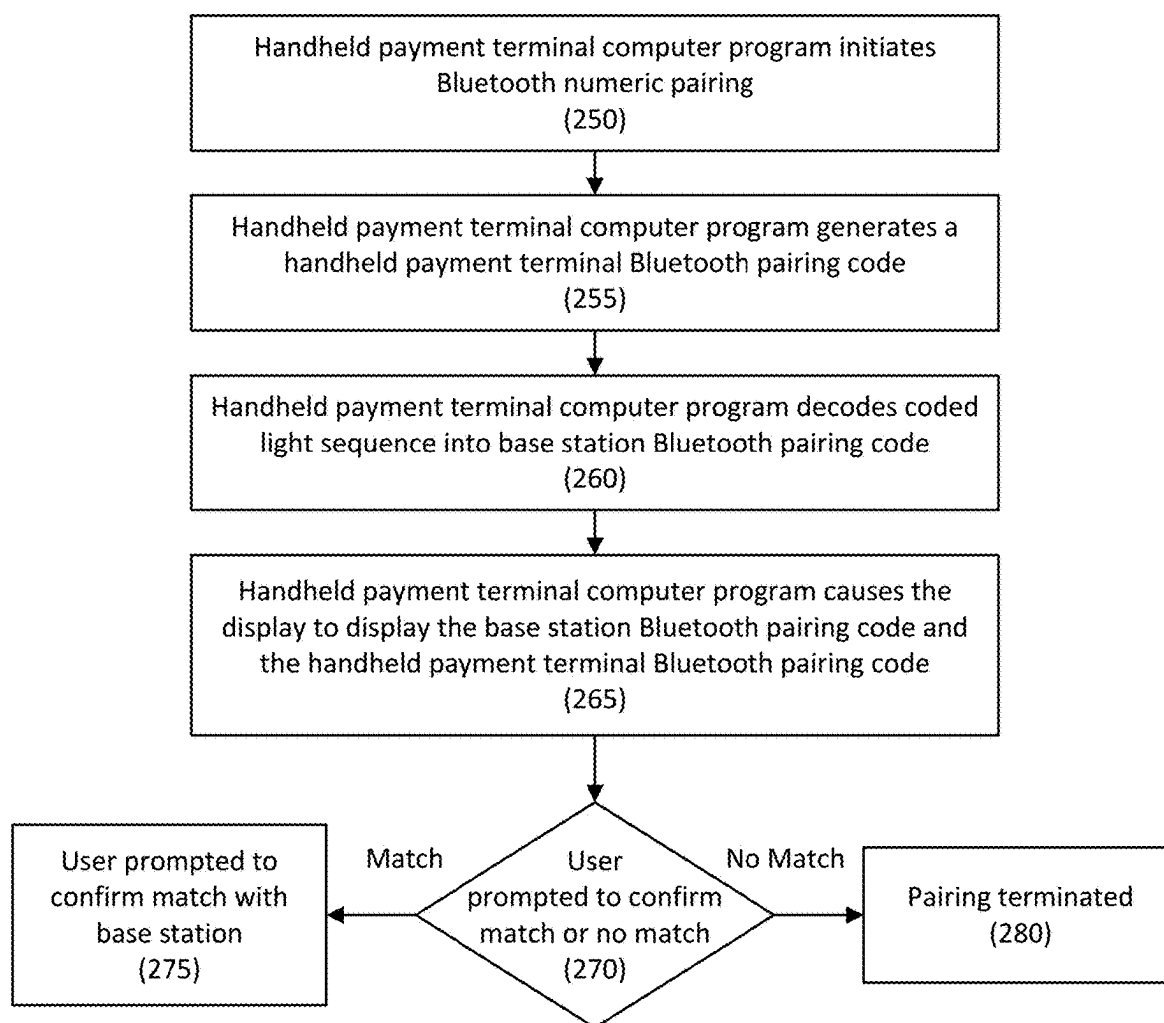 Handheld payment terminal computer program initiates
Bluetooth numeric pairing
(250)
Handheld payment terminal computer program generates a
handheld payment terminal Bluetooth pairing code
(255)
Handheld payment terminal computer program decodes coded
light sequence into base station Bluetooth pairing code
(260)
Handheld payment terminal computer program causes the
display to display the base station Bluetooth pairing code and
the handheld payment terminal Bluetooth pairing code
(265)
User prompted to
confirm match with
base station
(275)
Match
User
prompted to confirm
match or no match
(270)
No Match
Pairing terminated
(280)